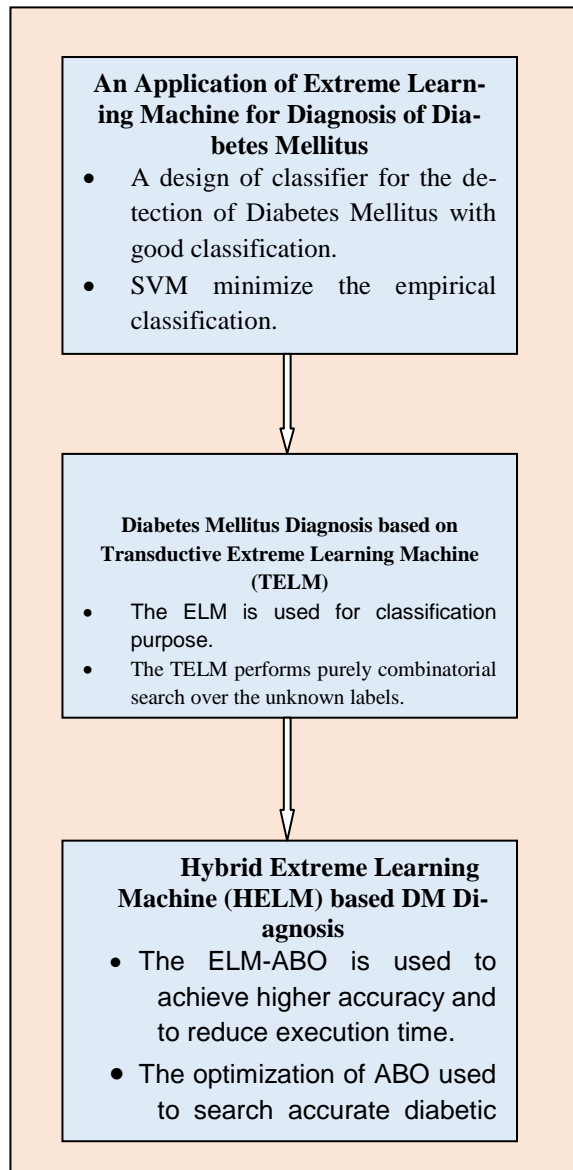 An Application of Extreme Learn-
ing Machine for Diagnosis of Dia-
betes Mellitus
• A design of classifier for the de-
tection of Diabetes Mellitus with
good classification.
• SVM minimize the empirical
classification.
Diabetes Mellitus Diagnosis based on
Transductive Extreme Learning Machine
(TELM)
• The ELM is used for classification
purpose.
• The TELM performs purely combinatorial
search over the unknown labels.
Hybrid Extreme Learning
Machine (HELM) based DM Di-
agnosis
• The ELM-ABO is used to
achieve higher accuracy and
to reduce execution time.
• The optimization of ABO used
to search accurate diabetic